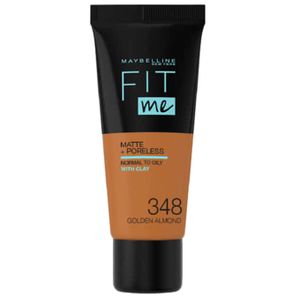 MAYBELLINE
NEW YORK
FIT
me
MATTE
+ PORELESS
NORMAL TO OILY
WITH CLAY
348
GOLDEN ALMOND